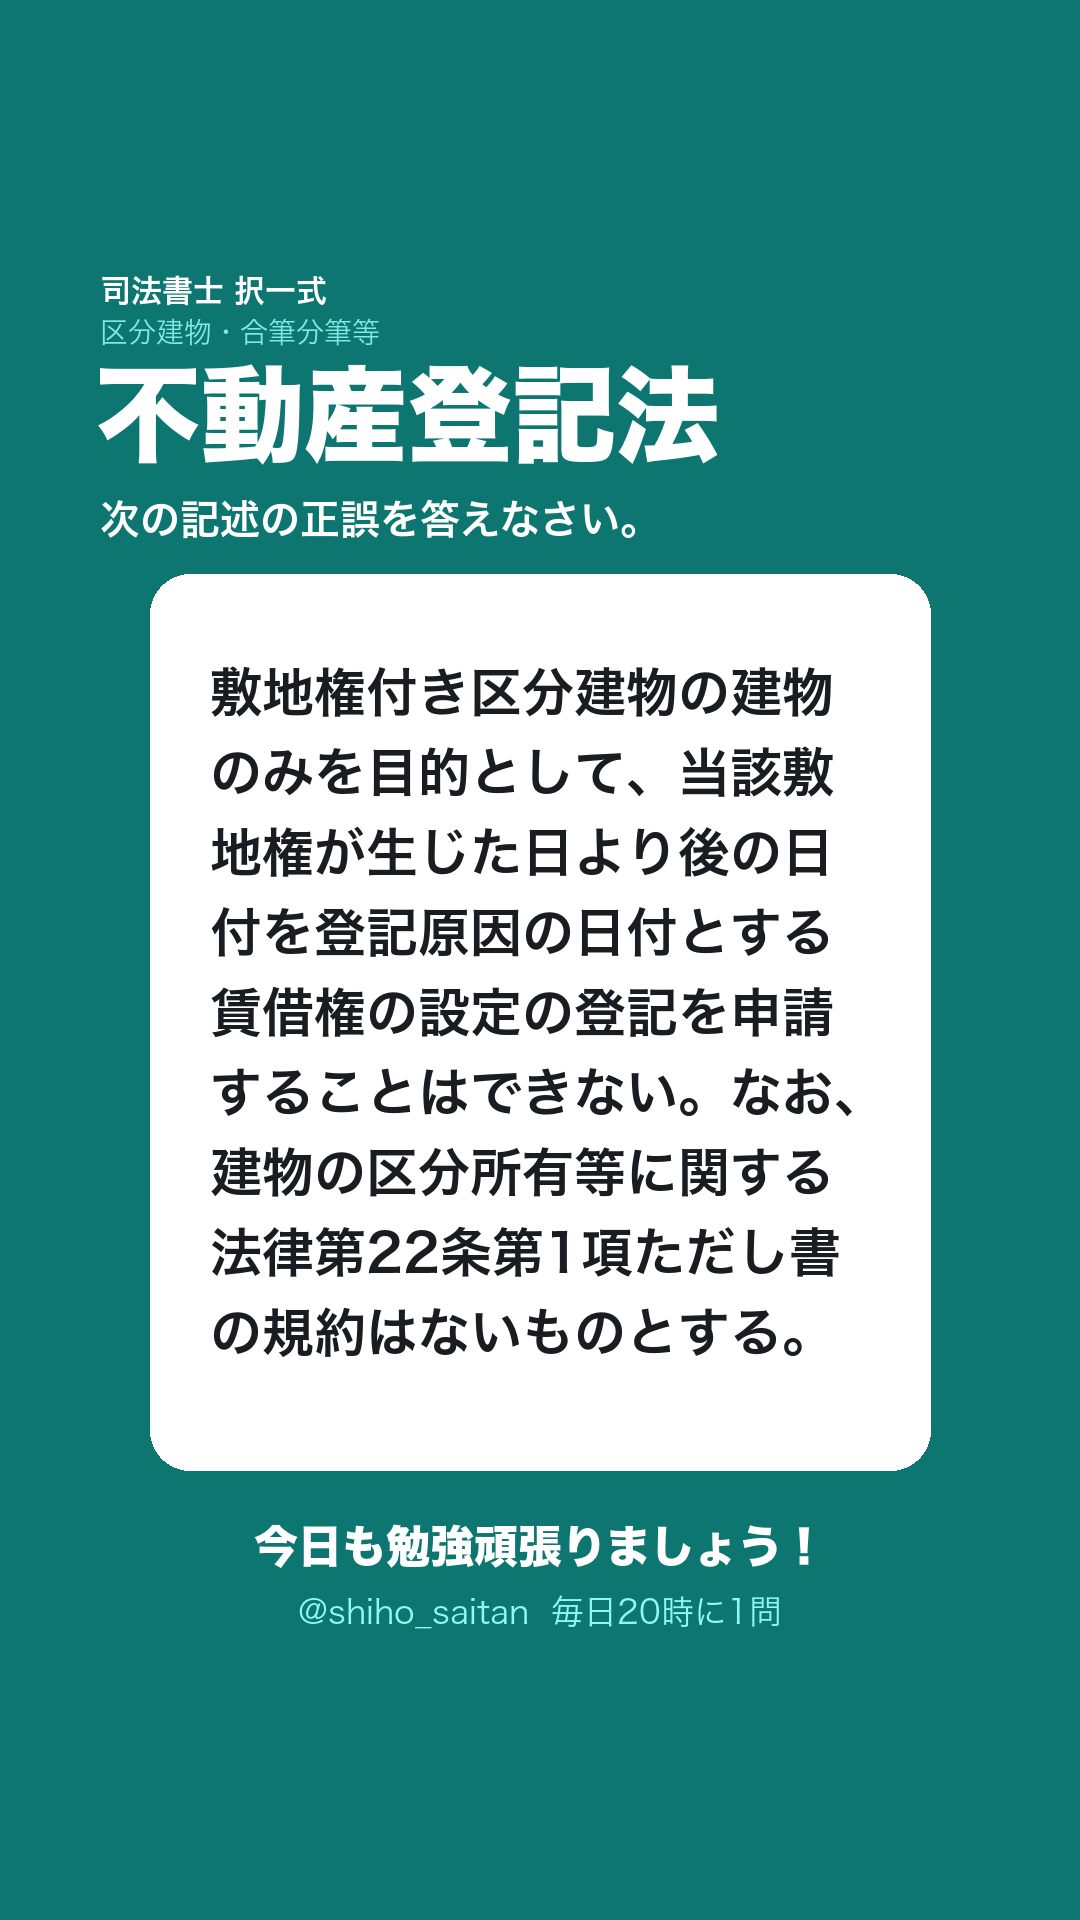 司法書士 択一式
区分建物・合筆分筆等
不動産登記法
次の記述の正誤を答えなさい。
敷地権付き区分建物の建物
のみを目的として、当該敷
地権が生じた日より後の日
付を登記原因の日付とする
賃借権の設定の登記を申請
することはできない。なお、
建物の区分所有等に関する
法律第22条第1項ただし書
の規約はないものとする。
今日も勉強頑張りましょう！
@shiho_saitan 毎日20時に1問